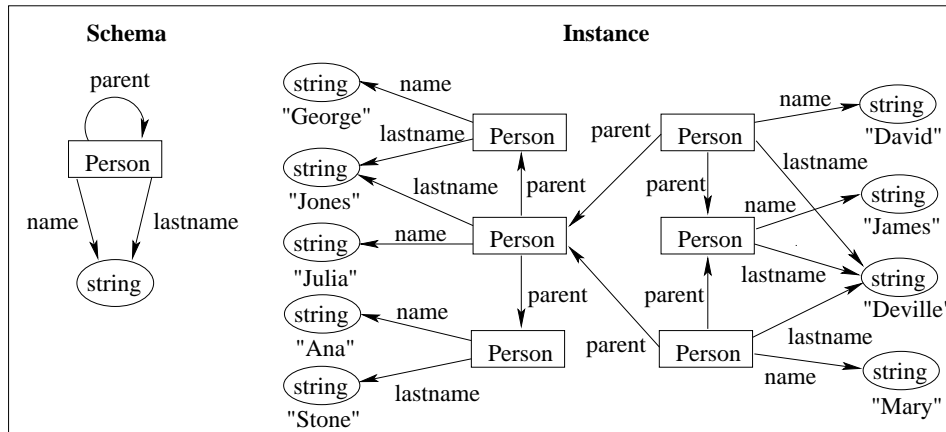 Schema
parent
Person
name
lastname
string
Instance
string
"George"
name
Person
lastname
string
"Jones"
lastname
parent
Person
name
string
"Julia"
parent
string
"Ana"
name
Person
lastname
string
"Stone"
parent
Person
name
string
"David"
lastname
parent
name
string
"James"
Person
lastname
string
"Deville"
parent
lastname
parent
Person
name
string
"Mary"